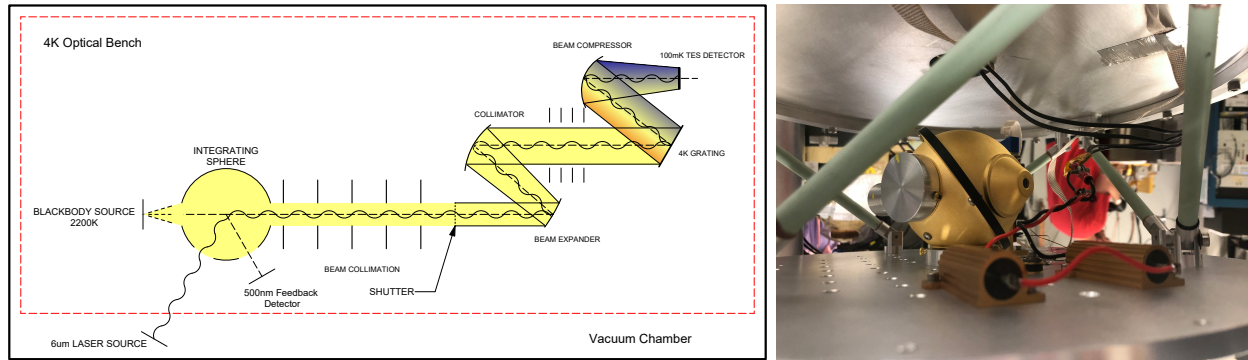 4K Optical Bench
BEAM COMPRESSOR
100mK TES DETECTOR
COLLIMATOR
4K GRATING
INTEGRATING
SPHERE
BLACKBODY SOURCE
2200K
BEAM EXPANDER
BEAM COLLIMATION
500nm Feedback
Detector
SHUTTER
6um LASER SOURCE
Vacuum Chamber